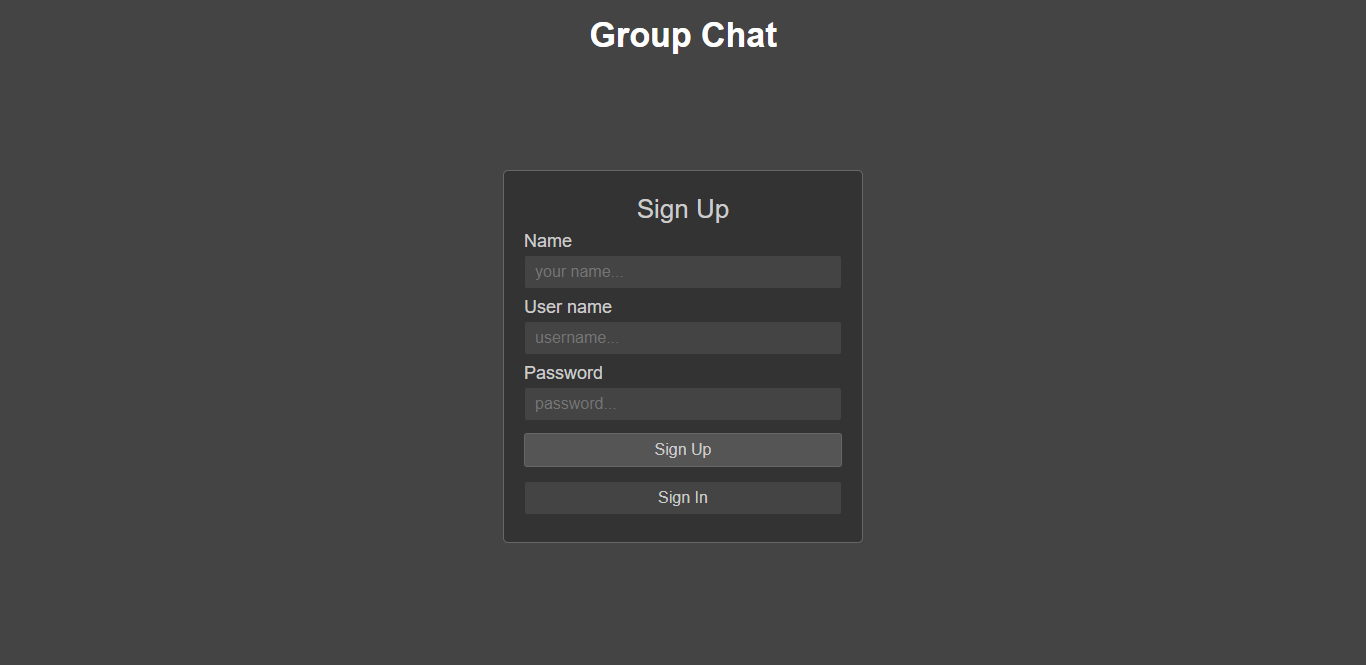 Group Chat
Sign Up
Name
your name...
User name
username...
Password
password...
Sign Up
Sign In